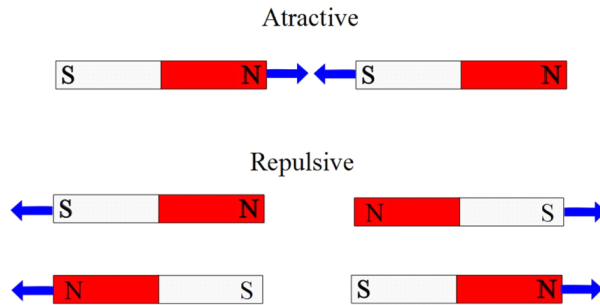 Atractive
S N S N
Repulsive
S N N S
N S S N